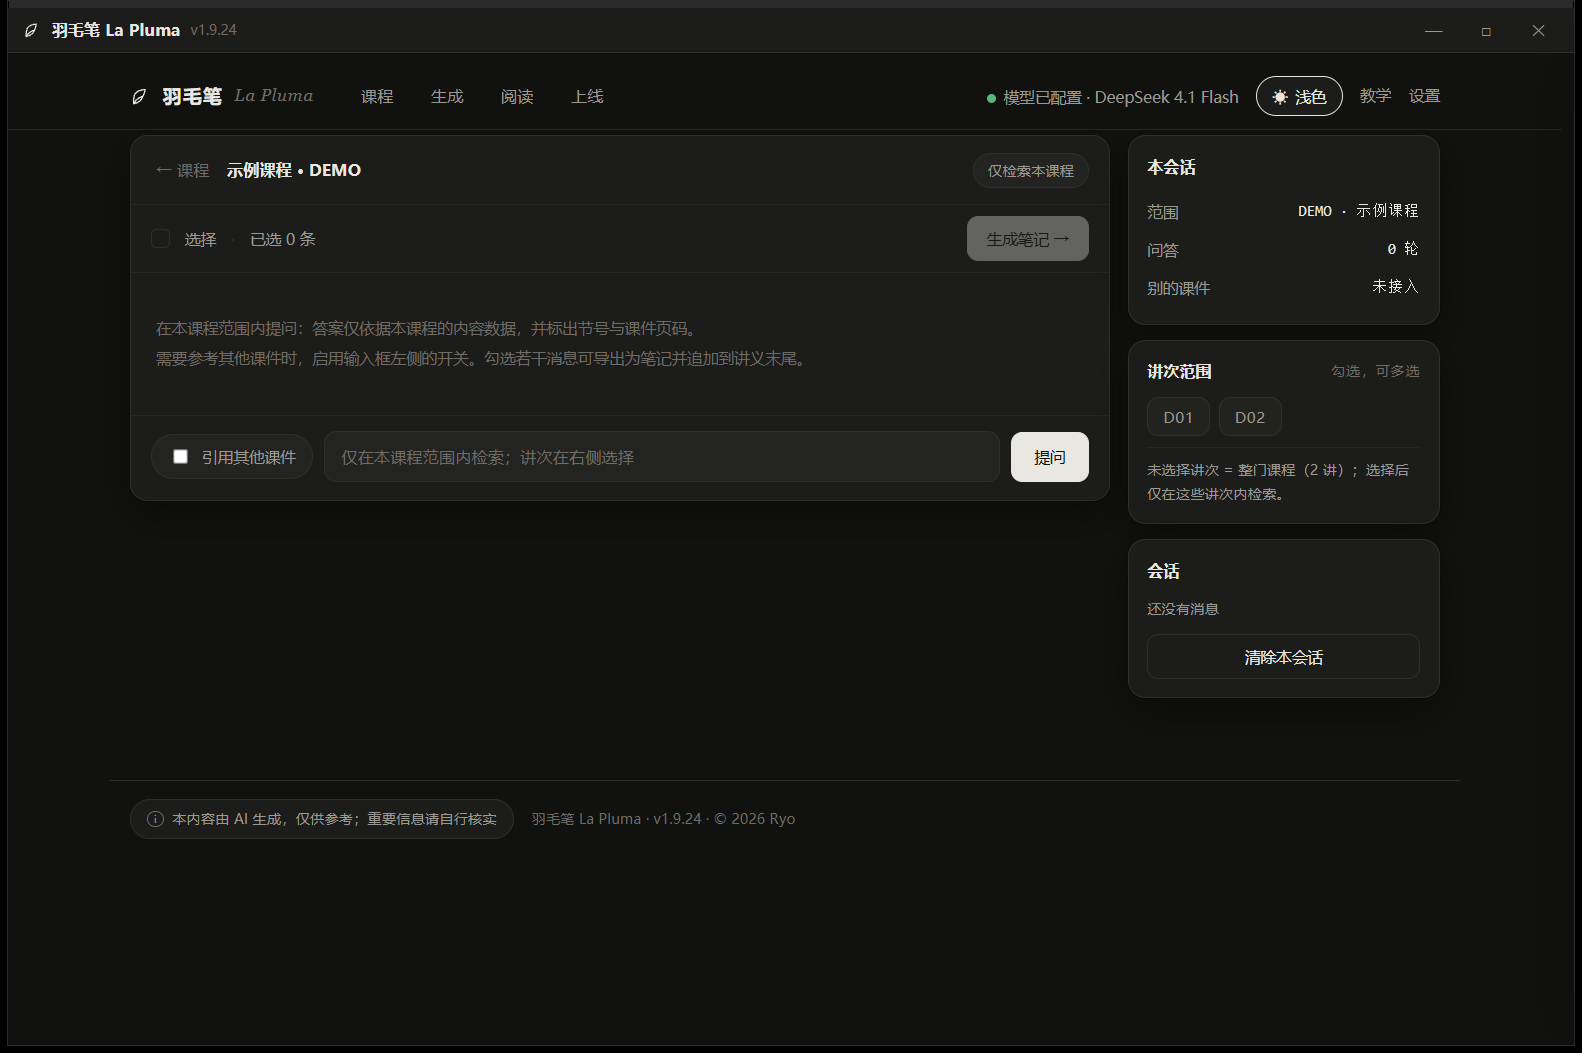 羽毛笔 La Pluma v1.9.24
羽毛笔 La Pluma 课程 生成 阅读 上线 模型已配置 · DeepSeek 4.1 Flash 浅色 教学 设置
← 课程 示例课程 • DEMO 仅检索本课程
选择 · 已选 0 条 生成笔记 →
在本课程范围内提问：答案仅依据本课程的内容数据，并标出节号与课件页码。
需要参考其他课件时，启用输入框左侧的开关。勾选若干消息可导出为笔记并追加到讲义末尾。
引用其他课件 仅在本课程范围内检索；讲次在右侧选择 提问
本会话
范围 DEMO · 示例课程
问答 0 轮
别的课件 未接入
讲次范围 勾选，可多选
D01 D02
未选择讲次 = 整门课程（2 讲）；选择后
仅在这些讲次内检索。
会话
还没有消息
清除本会话
本内容由 AI 生成，仅供参考；重要信息请自行核实 羽毛笔 La Pluma · v1.9.24 · © 2026 Ryo